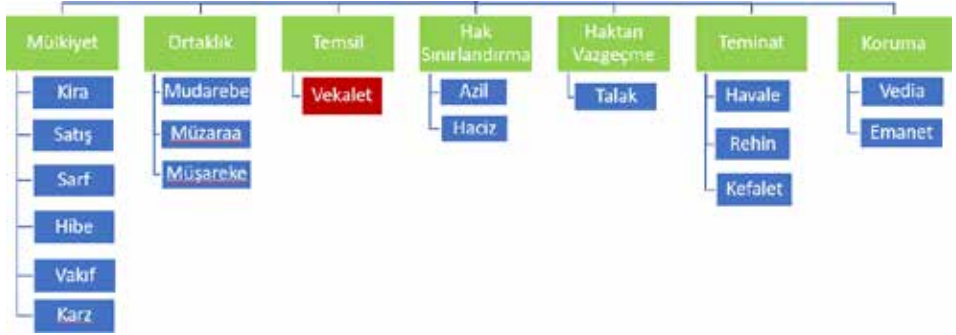 Mülkiyet
Kira
Satış
Sarf
Hibe
Vakıf
Karz
Ortaklık
Mudarebe
Müzaraa
Müşareke
Temsil
Vekalet
Hak
Sınırlandırma
Azil
Haciz
Haktan
Vazgeçme
Talak
Teminat
Havale
Rehin
Kefalet
Koruma
Vedia
Emanet